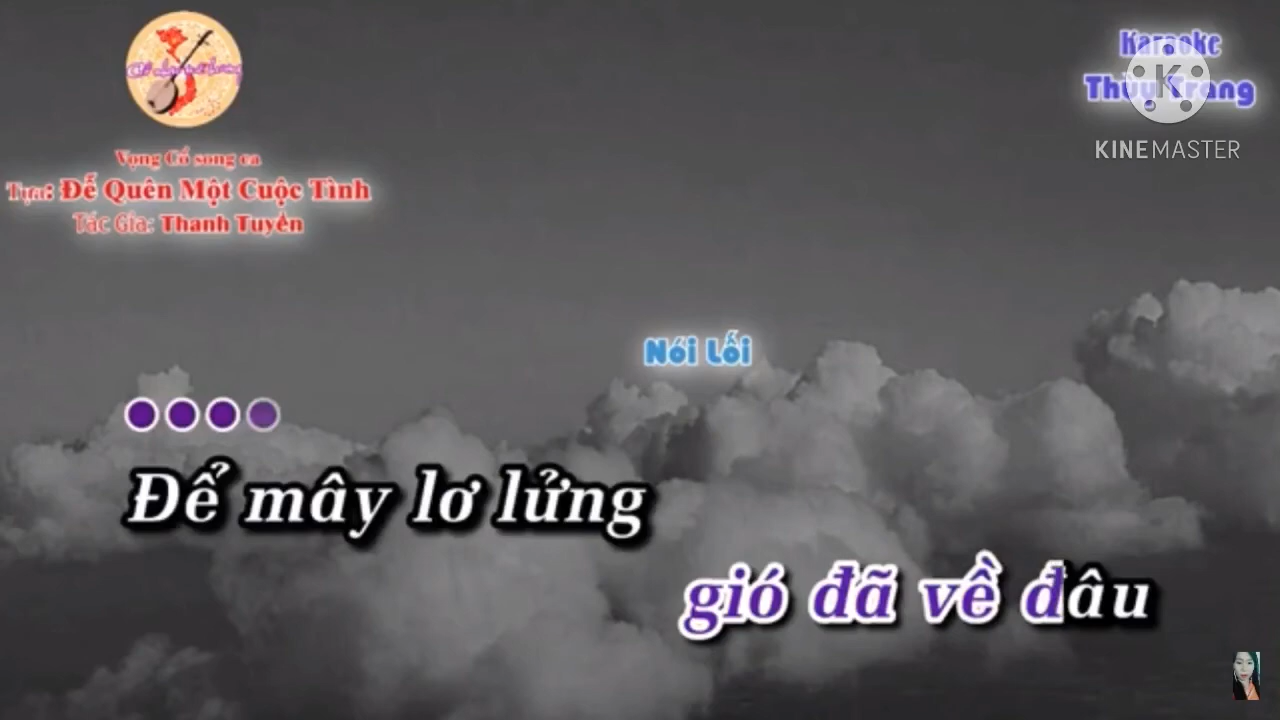 Karaoke
Thùy Trang
KINEMASTER
Vọng Cổ song ca
Tựa: Để Quên Một Cuộc Tình
Tác Gỉa: Thanh Tuyền
Nói Lối
Để mây lơ lửng
gió đã về đâu